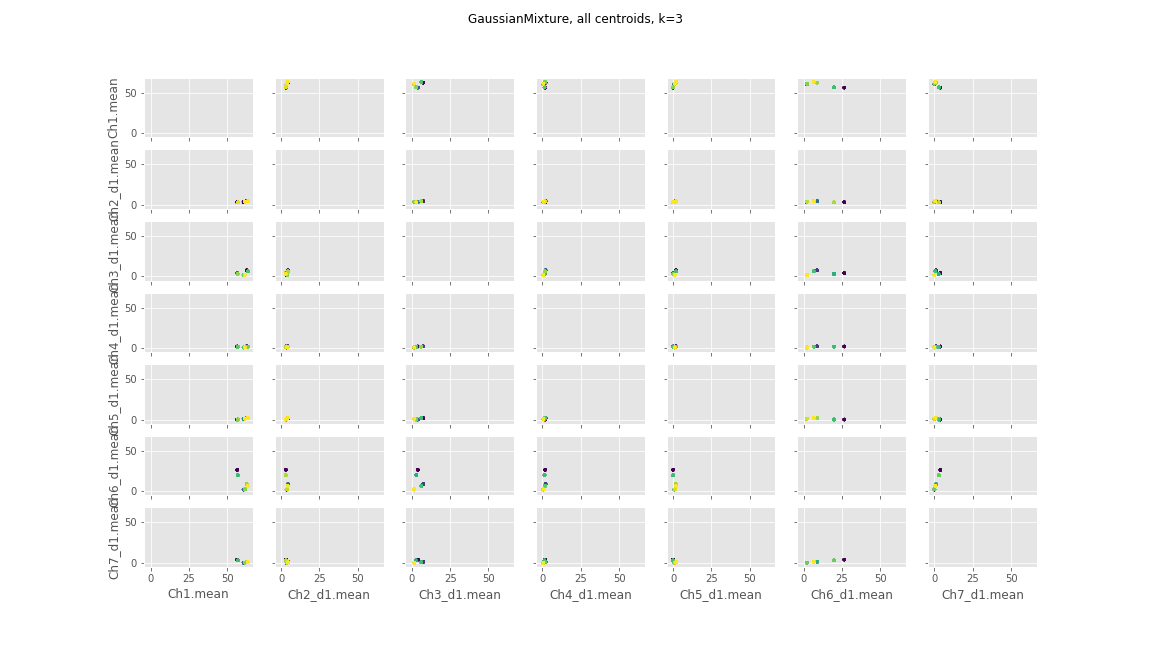 GaussianMixture, all centroids, k=3
Ch1.mean
50
0
Ch2_d1.mean
50
0
Ch3_d1.mean
50
0
Ch4_d1.mean
50
0
Ch5_d1.mean
50
0
Ch6_d1.mean
50
0
Ch7_d1.mean
50
0
0 25 50 0 25 50 0 25 50 0 25 50 0 25 50 0 25 50 0 25 50
Ch1.mean Ch2_d1.mean Ch3_d1.mean Ch4_d1.mean Ch5_d1.mean Ch6_d1.mean Ch7_d1.mean